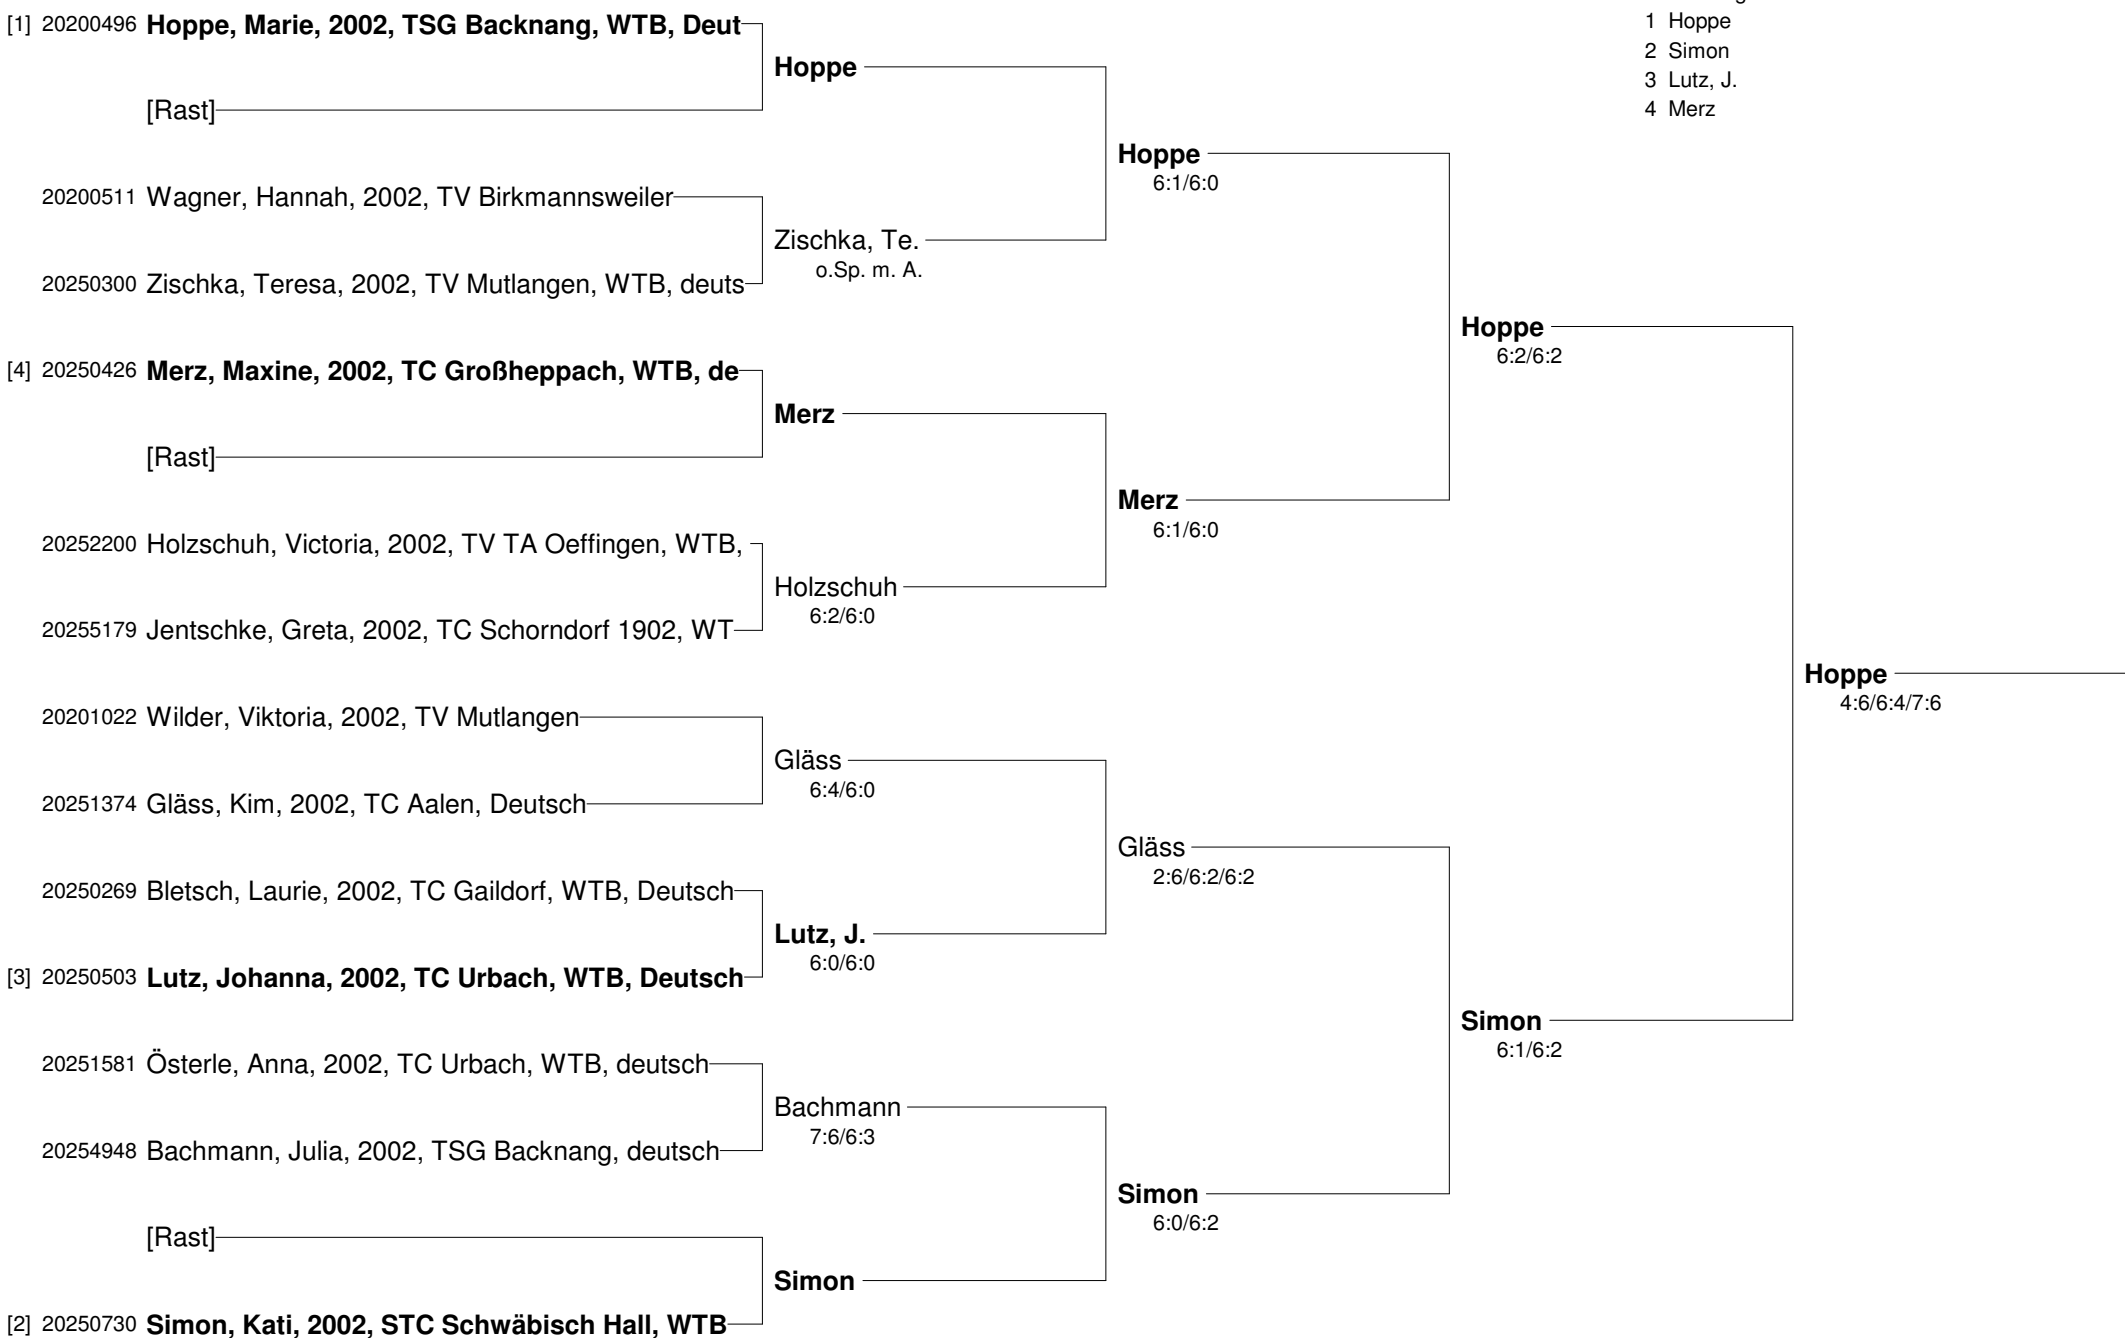 [1] 20200496 Hoppe, Marie, 2002, TSG Backnang, WTB, Deut
[Rast]
20200511 Wagner, Hannah, 2002, TV Birkmannsweiler
20250300 Zischka, Teresa, 2002, TV Mutlangen, WTB, deuts
[4] 20250426 Merz, Maxine, 2002, TC Großheppach, WTB, de
[Rast]
20252200 Holzschuh, Victoria, 2002, TV TA Oeffingen, WTB,
20255179 Jentschke, Greta, 2002, TC Schorndorf 1902, WT
20201022 Wilder, Viktoria, 2002, TV Mutlangen
20251374 Gläss, Kim, 2002, TC Aalen, Deutsch
20250269 Bletsch, Laurie, 2002, TC Gaildorf, WTB, Deutsch
[3] 20250503 Lutz, Johanna, 2002, TC Urbach, WTB, Deutsch
20251581 Österle, Anna, 2002, TC Urbach, WTB, deutsch
20254948 Bachmann, Julia, 2002, TSG Backnang, deutsch
[Rast]
[2] 20250730 Simon, Kati, 2002, STC Schwäbisch Hall, WTB
Hoppe
Zischka, Te.
o.Sp. m. A.
Merz
Holzschuh
6:2/6:0
Gläss
6:4/6:0
Lutz, J.
6:0/6:0
Bachmann
7:6/6:3
Simon
Hoppe
6:1/6:0
Merz
6:1/6:0
Gläss
2:6/6:2/6:2
Simon
6:0/6:2
Hoppe
6:2/6:2
Simon
6:1/6:2
Hoppe
4:6/6:4/7:6
1 Hoppe
2 Simon
3 Lutz, J.
4 Merz